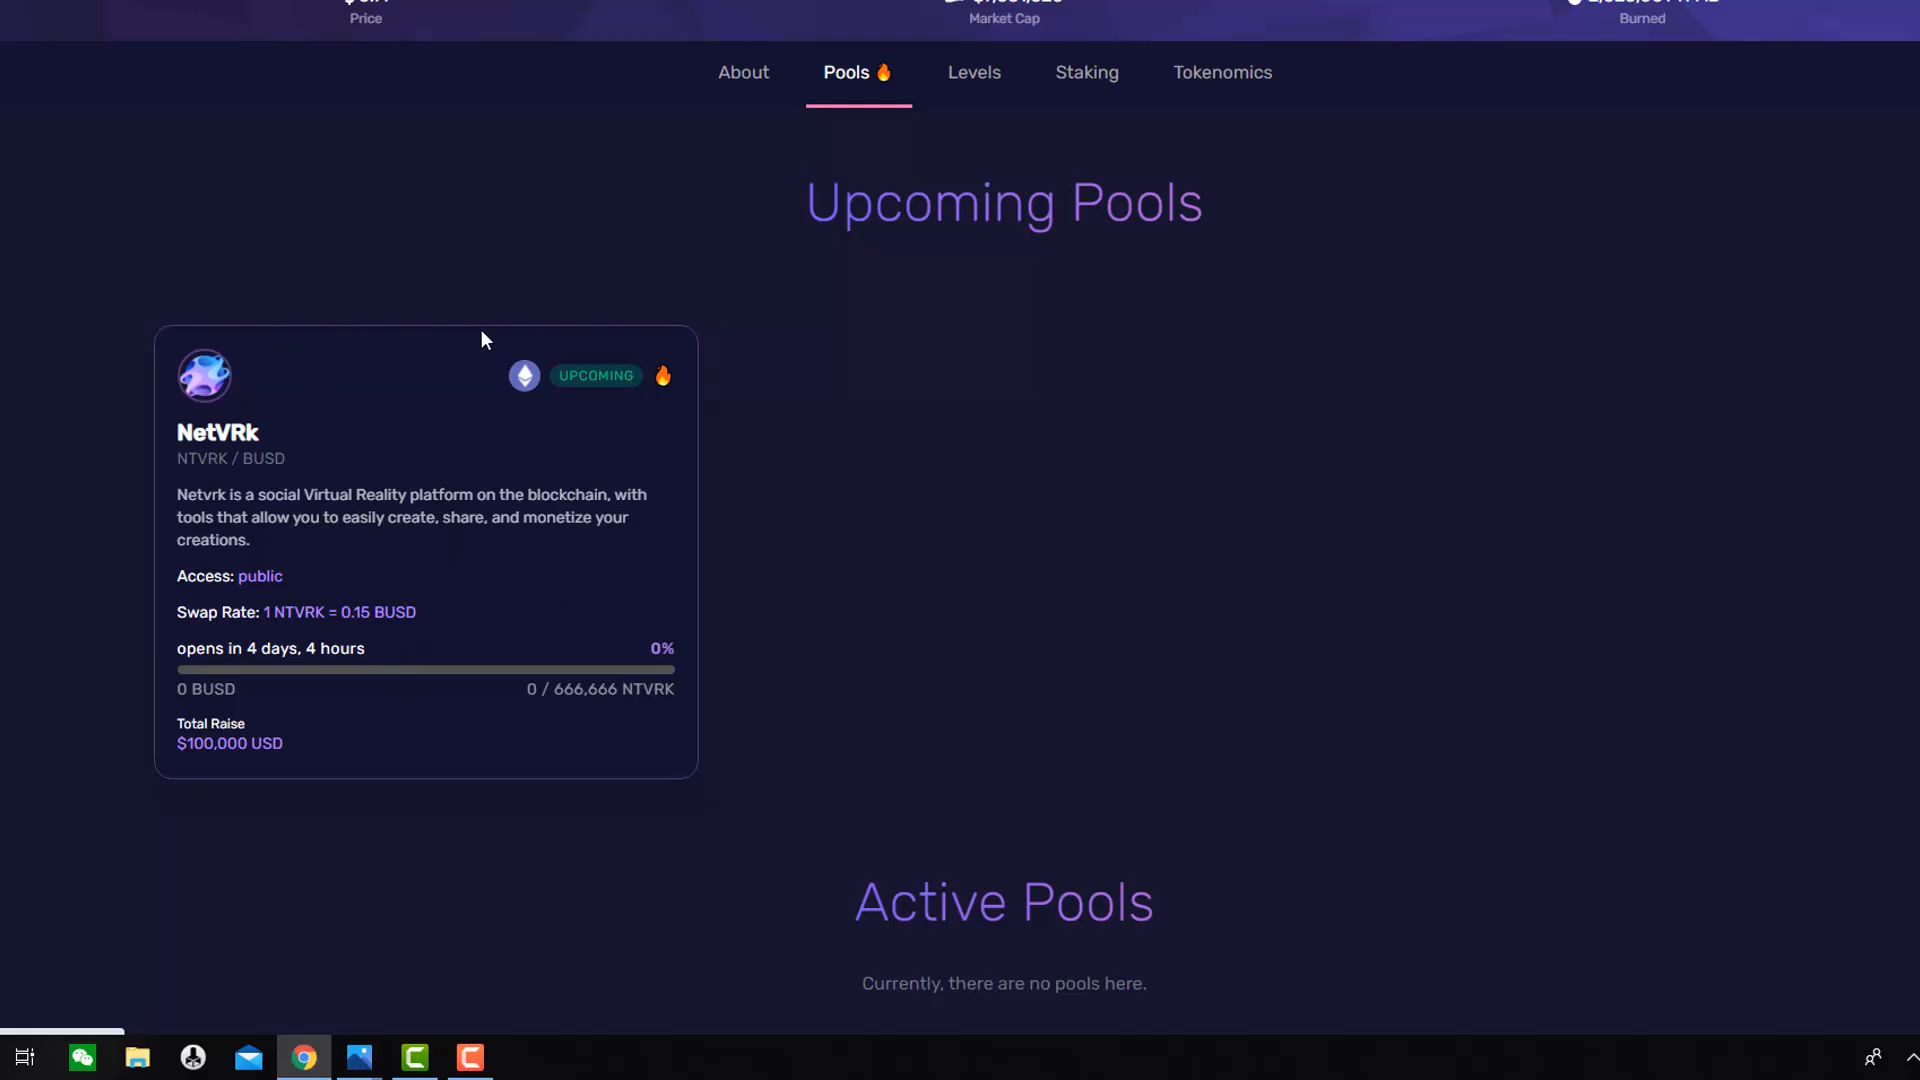 Price
Market Cap
Burned
About
Pools
Levels
Staking
Tokenomics
Upcoming Pools
UPCOMING
NetVRk
NTVRK / BUSD
Netvrk is a social Virtual Reality platform on the blockchain, with
tools that allow you to easily create, share, and monetize your
creations.
Access: public
Swap Rate: 1 NTVRK = 0.15 BUSD
opens in 4 days, 4 hours
0%
0 BUSD
0 / 666,666 NTVRK
Total Raise
$100,000 USD
Active Pools
Currently, there are no pools here.